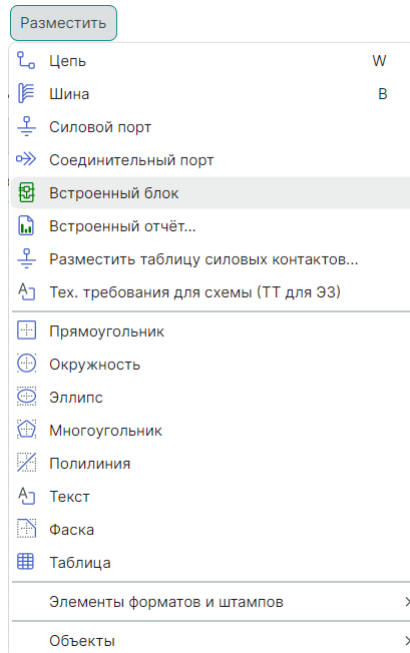 Разместить
Цепь W
Шина B
Силовой порт
Соединительный порт
Встроенный блок
Встроенный отчёт...
Разместить таблицу силовых контактов...
Тех. требования для схемы (ТТ для ЭЗ)
Прямоугольник
Окружность
Эллипс
Многоугольник
Полилиния
Текст
Фаска
Таблица
Элементы форматов и штампов
Объекты